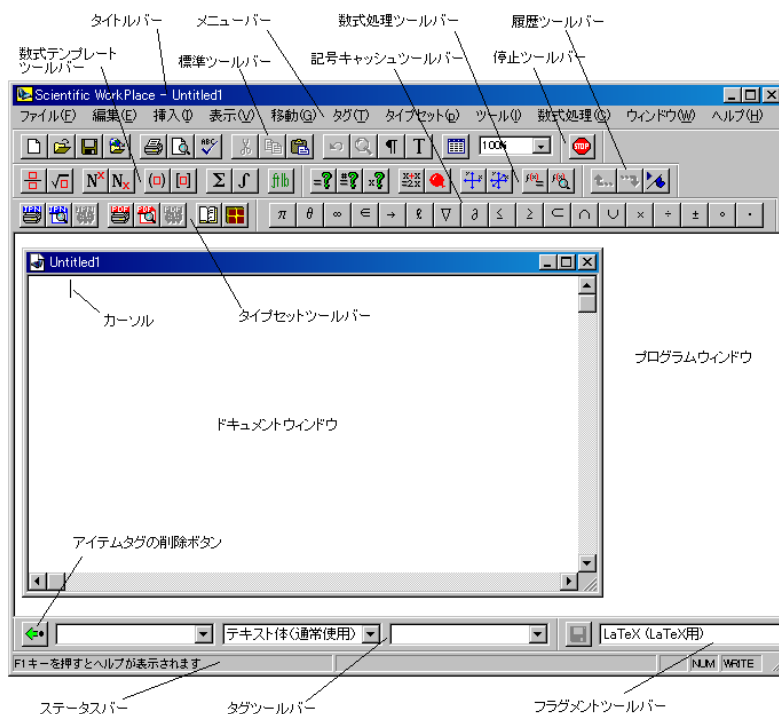 タイトルバー
メニューバー
数式処理ツールバー
履歴ツールバー
数式テンプレート
ツールバー
標準ツールバー
記号キャッシュツールバー
停止ツールバー
Scientific WorkPlace - Untitled1
ファイル(F) 編集(E) 挿入(I) 表示(V) 移動(G) タグ(T) タイプセット(p) ツール(l) 数式処理(C) ウィンドウ(W) ヘルプ(H)
ABC ¶ T 100% STOP
√ Nˣ Nₓ (□) [□] Σ ∫ =? ≡? x?
π θ ∞ ∈ → ℓ ∇ ∂ ≤ ≥ ⊂ ∩ ∪ × ÷ ± ∘ ·
Untitled1
カーソル
タイプセットツールバー
プログラムウィンドウ
ドキュメントウィンドウ
アイテムタグの削除ボタン
テキスト体(通常使用)
LaTeX (LaTeX用)
F1キーを押すとヘルプが表示されます
NUM WRITE
ステータスバー
タグツールバー
フラグメントツールバー